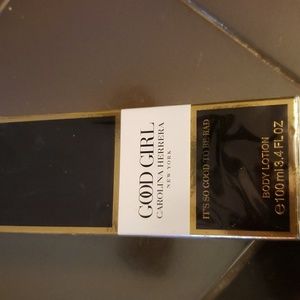 GOOD GIRL
CAROLINA HERRERA
NEW YORK
IT'S SO GOOD TO BE BAD
BODY LOTION
℮100 ml 3.4 FL OZ